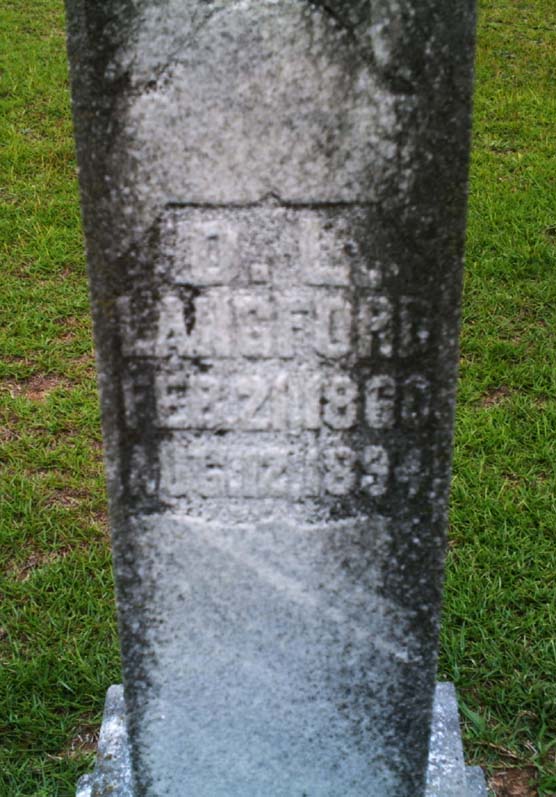 D. L.
LANGFORD
FEB. 21, 1860.
AUG. 12, 1894